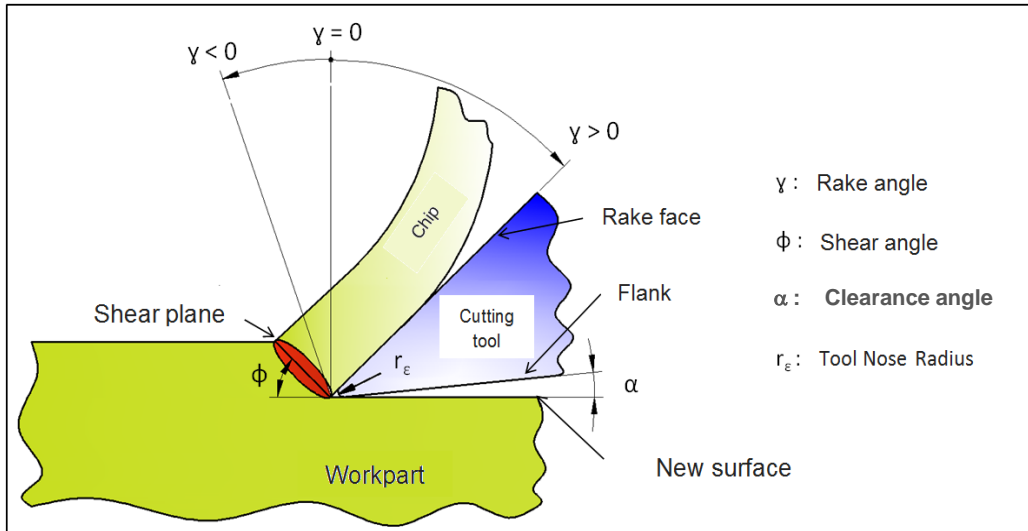 ɣ < 0
ɣ = 0
ɣ > 0
Chip
Rake face
Flank
Shear plane
Cutting
tool
ϕ
rε
α
New surface
Workpart
ɣ : Rake angle
ϕ : Shear angle
α : Clearance angle
rε : Tool Nose Radius